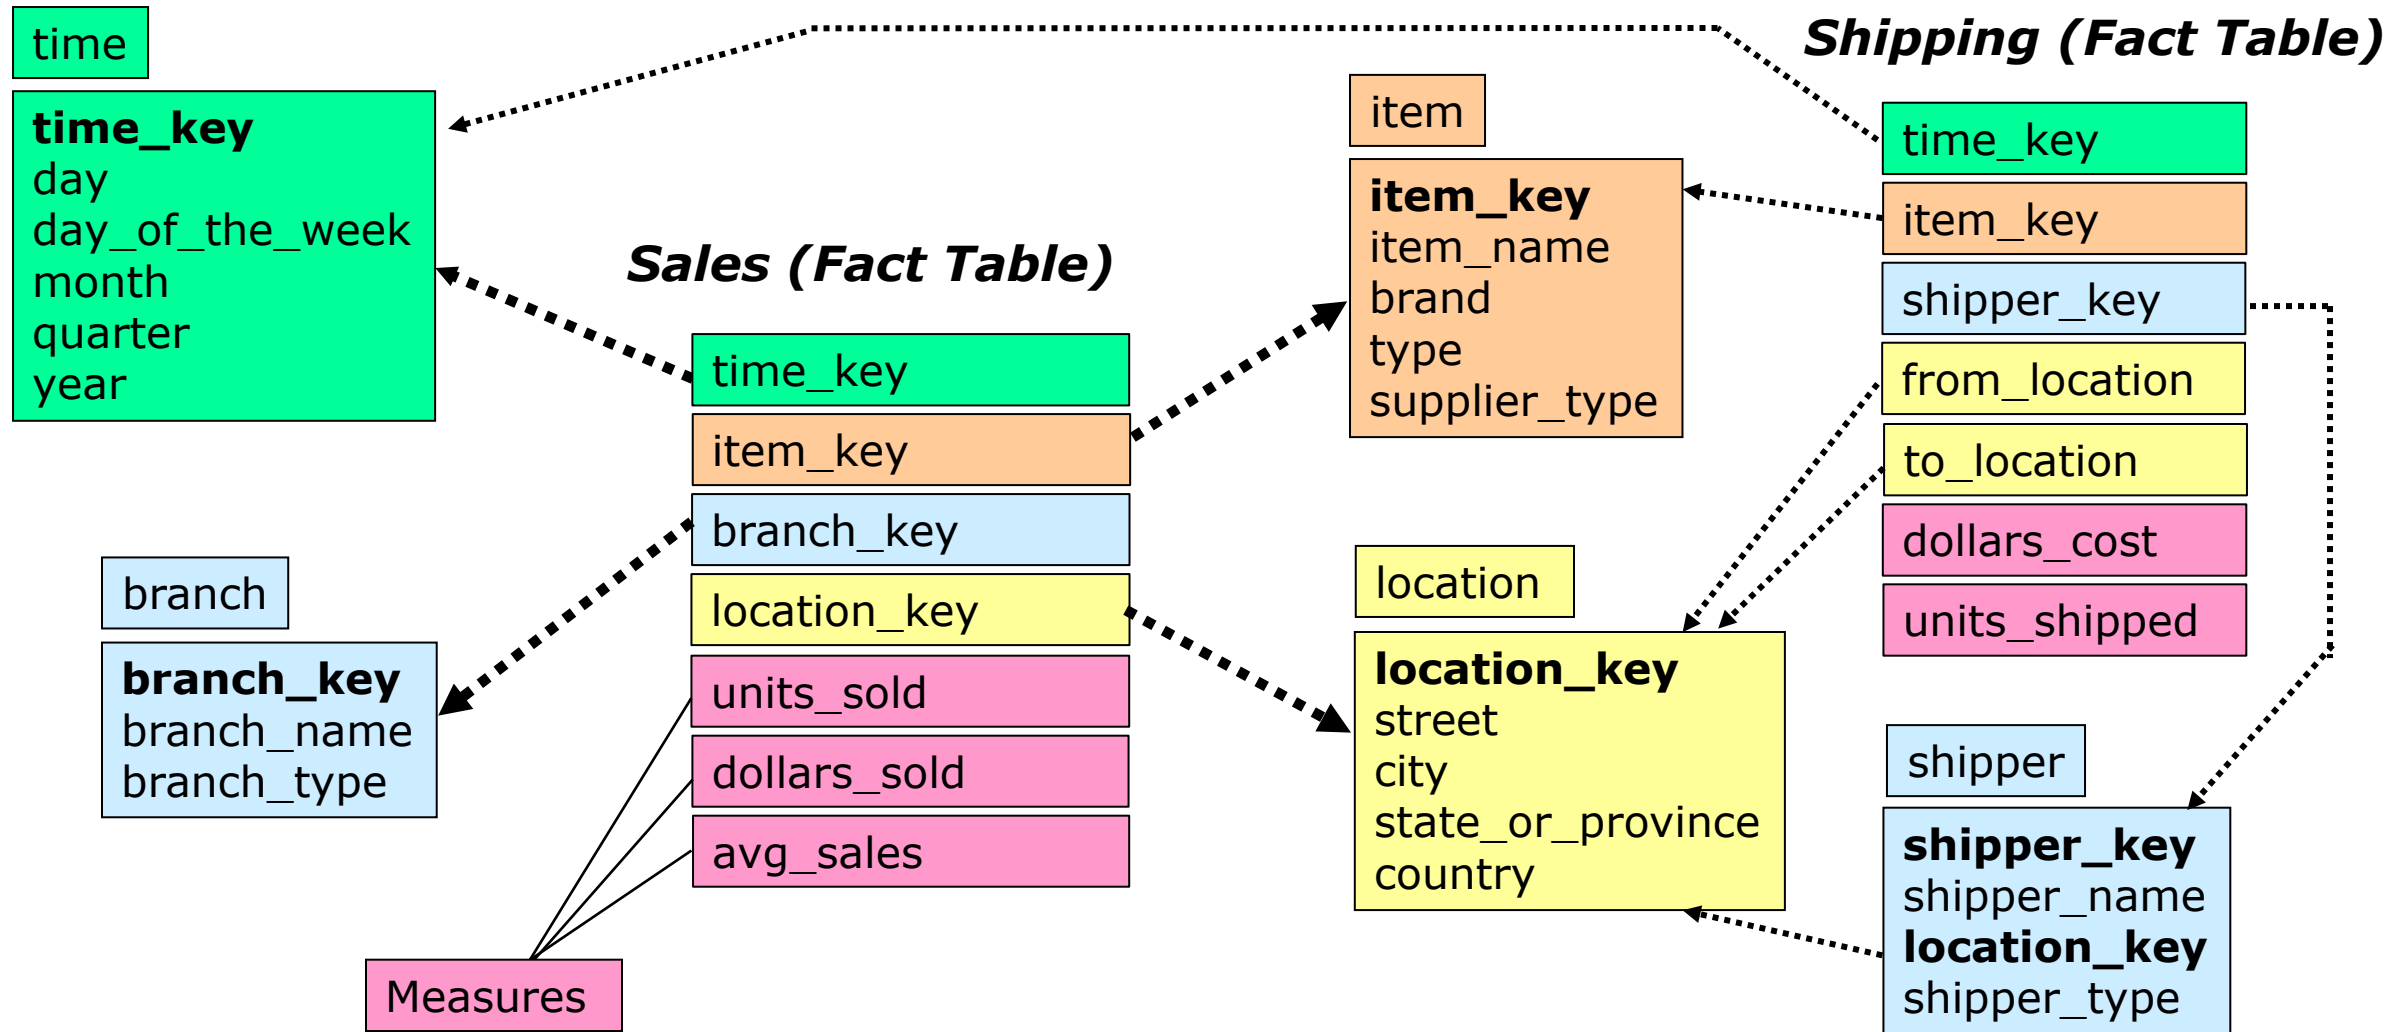 time
time_key
day
day_of_the_week
month
quarter
year
branch
branch_key
branch_name
branch_type
Sales (Fact Table)
time_key
item_key
branch_key
location_key
units_sold
dollars_sold
avg_sales
Measures
item
item_key
item_name
brand
type
supplier_type
location
location_key
street
city
state_or_province
country
Shipping (Fact Table)
time_key
item_key
shipper_key
from_location
to_location
dollars_cost
units_shipped
shipper
shipper_key
shipper_name
location_key
shipper_type